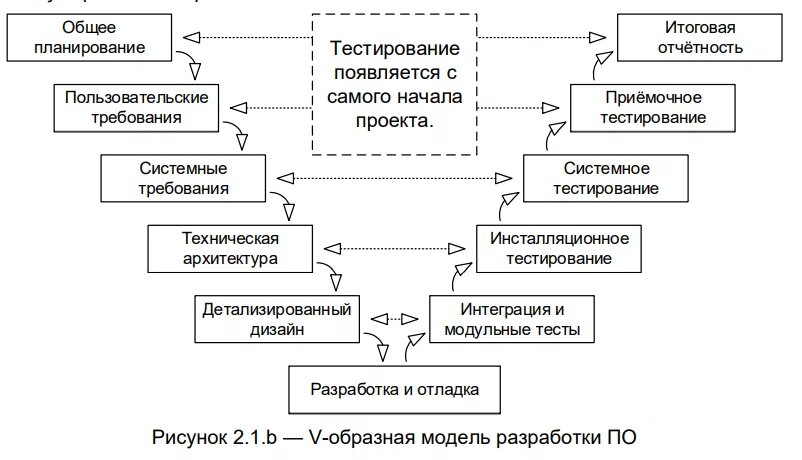 Общее
планирование
Итоговая
отчётность
Тестирование
появляется с
самого начала
проекта.
Пользовательские
требования
Приёмочное
тестирование
Системные
требования
Системное
тестирование
Техническая
архитектура
Инсталляционное
тестирование
Детализированный
дизайн
Интеграция и
модульные тесты
Разработка и отладка
Рисунок 2.1.b — V-образная модель разработки ПО